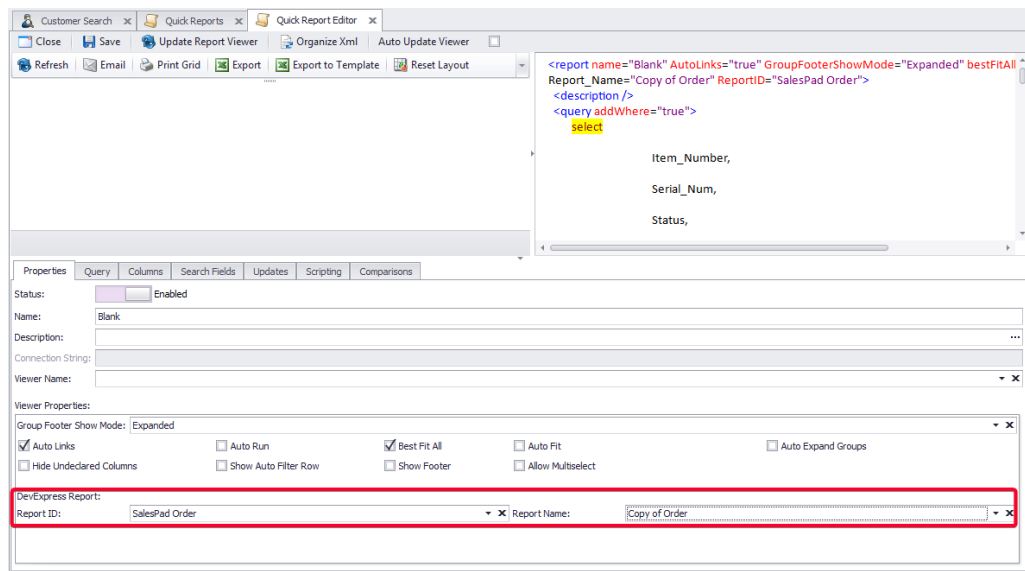 Customer Search x Quick Reports x Quick Report Editor x
Close Save Update Report Viewer Organize Xml Auto Update Viewer
Refresh Email Print Grid Export Export to Template Reset Layout
<report name="Blank" AutoLinks="true" GroupFooterShowMode="Expanded" bestFitAll
Report_Name="Copy of Order" ReportID="SalesPad Order">
<description />
<query addWhere="true">
select
Item_Number,
Serial_Num,
Status,
Properties Query Columns Search Fields Updates Scripting Comparisons
Status: Enabled
Name: Blank
Description: ...
Connection String:
Viewer Name:
Viewer Properties:
Group Footer Show Mode: Expanded
Auto Links Auto Run Best Fit All Auto Fit Auto Expand Groups
Hide Undeclared Columns Show Auto Filter Row Show Footer Allow Multiselect
DevExpress Report:
Report ID: SalesPad Order Report Name: Copy of Order